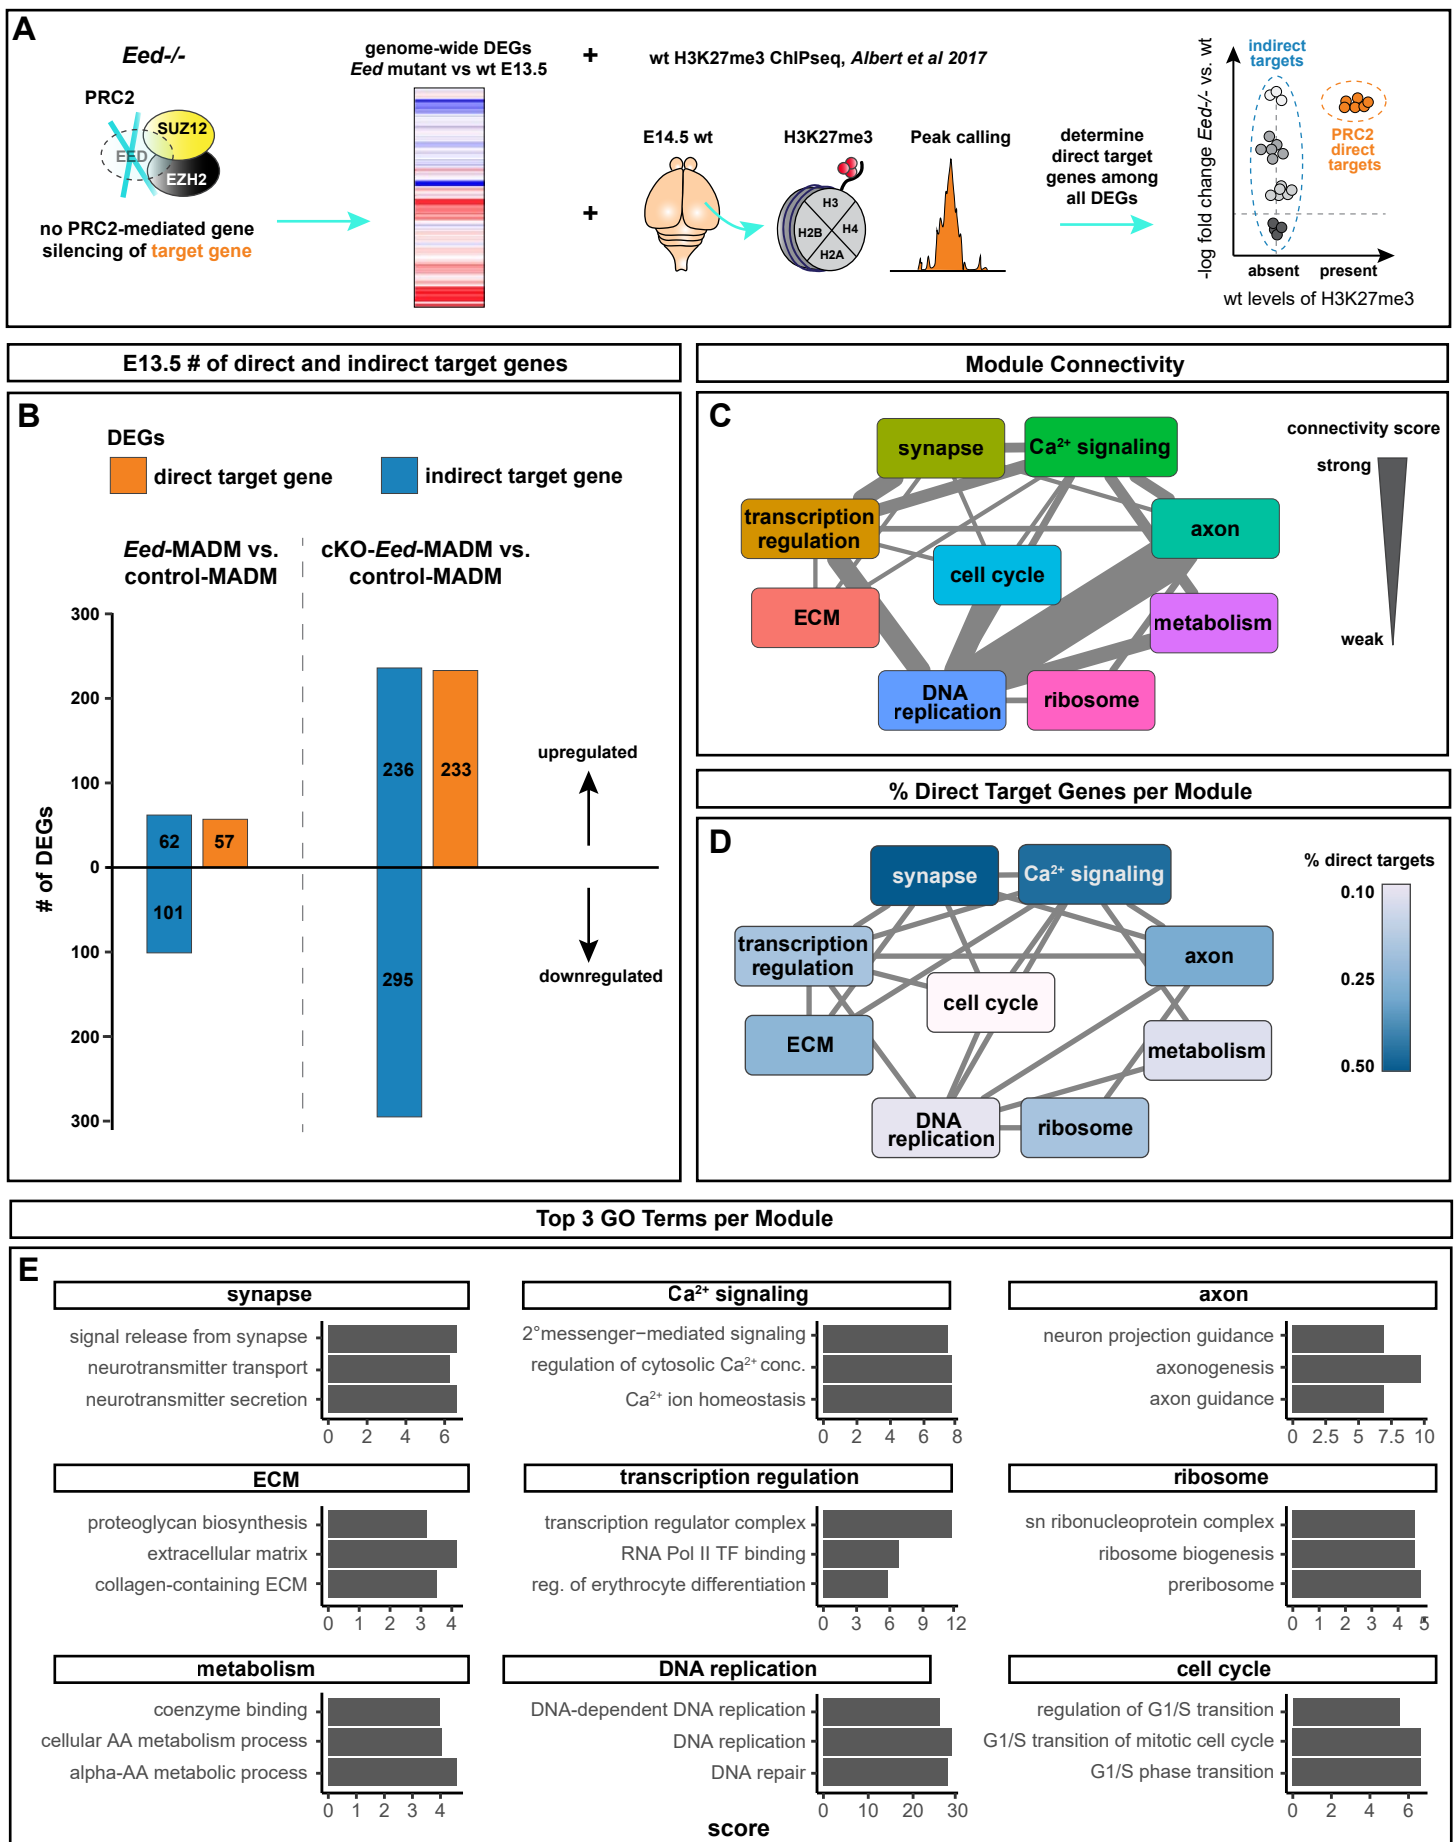 A
Eed-/-
PRC2
SUZ12
EED
EZH2
no PRC2-mediated gene
silencing of target gene
genome-wide DEGs
Eed mutant vs wt E13.5
+
wt H3K27me3 ChIPseq, Albert et al 2017
+
E14.5 wt
H3K27me3
H3
H2B
H4
H2A
Peak calling
determine
direct target
genes among
all DEGs
-log fold change Eed-/- vs. wt
indirect
targets
PRC2
direct
targets
absent
present
wt levels of H3K27me3
E13.5 # of direct and indirect target genes
B
DEGs
direct target gene
indirect target gene
Eed-MADM vs.
control-MADM
cKO-Eed-MADM vs.
control-MADM
# of DEGs
300
200
100
0
100
200
300
62
57
101
236
233
295
upregulated
downregulated
Module Connectivity
C
synapse
Ca²⁺ signaling
transcription
regulation
axon
cell cycle
ECM
metabolism
DNA
replication
ribosome
connectivity score
strong
weak
% Direct Target Genes per Module
D
synapse
Ca²⁺ signaling
transcription
regulation
axon
cell cycle
ECM
metabolism
DNA
replication
ribosome
% direct targets
0.10
0.25
0.50
Top 3 GO Terms per Module
E
synapse
signal release from synapse
neurotransmitter transport
neurotransmitter secretion
0 2 4 6
Ca²⁺ signaling
2°messenger−mediated signaling
regulation of cytosolic Ca²⁺ conc.
Ca²⁺ ion homeostasis
0 2 4 6 8
axon
neuron projection guidance
axonogenesis
axon guidance
0 2.5 5 7.5 10
ECM
proteoglycan biosynthesis
extracellular matrix
collagen-containing ECM
0 1 2 3 4
transcription regulation
transcription regulator complex
RNA Pol II TF binding
reg. of erythrocyte differentiation
0 3 6 9 12
ribosome
sn ribonucleoprotein complex
ribosome biogenesis
preribosome
0 1 2 3 4 5
metabolism
coenzyme binding
cellular AA metabolism process
alpha-AA metabolic process
0 1 2 3 4
DNA replication
DNA-dependent DNA replication
DNA replication
DNA repair
0 10 20 30
cell cycle
regulation of G1/S transition
G1/S transition of mitotic cell cycle
G1/S phase transition
0 2 4 6
score